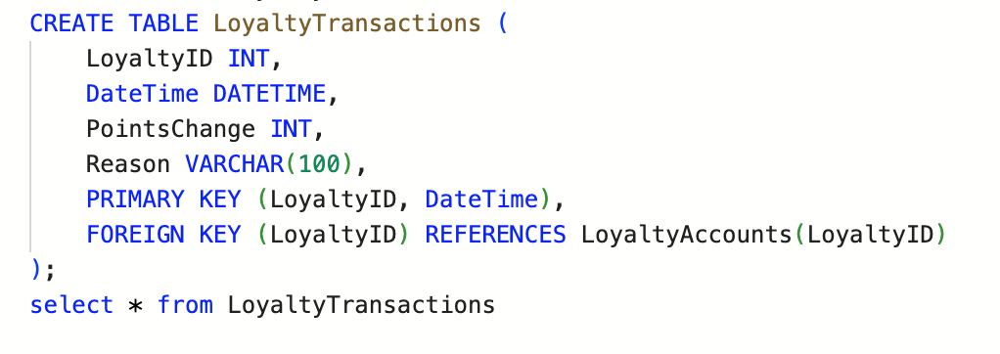 CREATE TABLE LoyaltyTransactions (
    LoyaltyID INT,
    DateTime DATETIME,
    PointsChange INT,
    Reason VARCHAR(100),
    PRIMARY KEY (LoyaltyID, DateTime),
    FOREIGN KEY (LoyaltyID) REFERENCES LoyaltyAccounts(LoyaltyID)
);
select * from LoyaltyTransactions